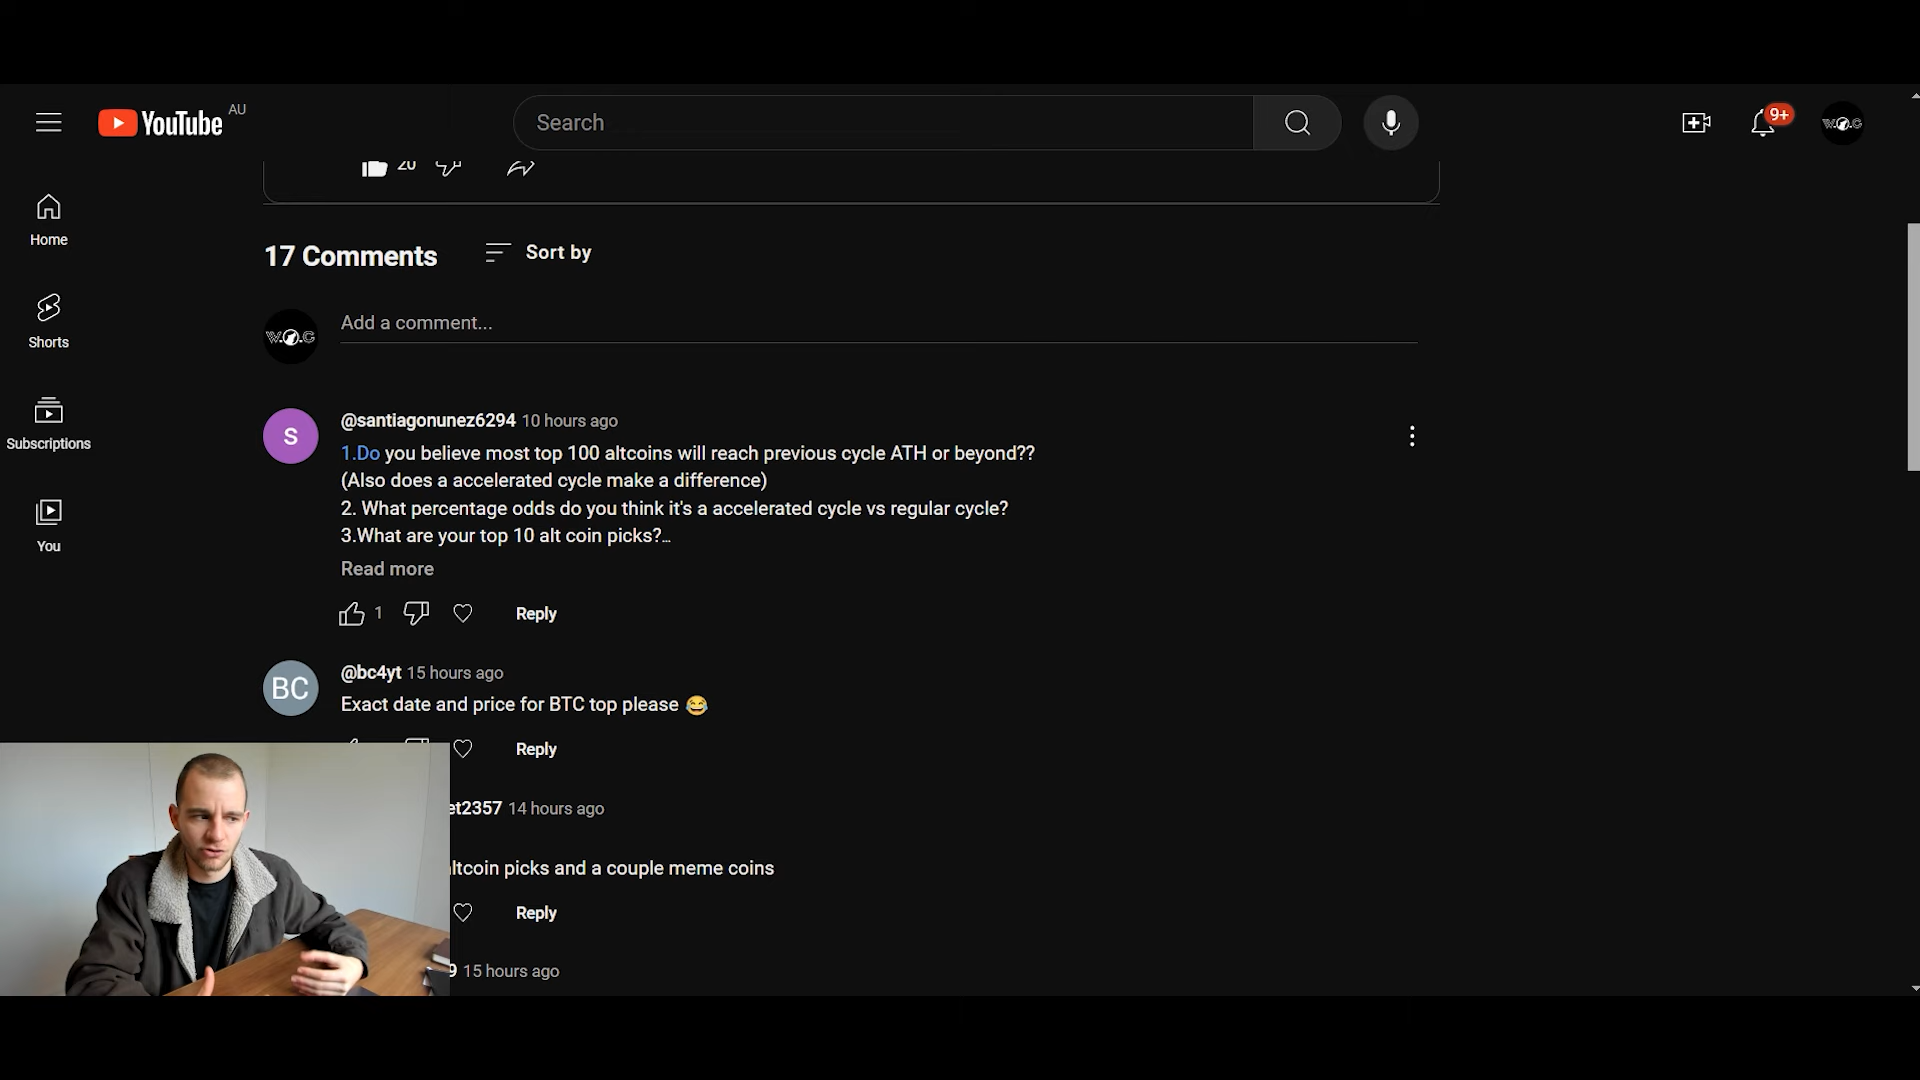 YouTube AU
Search
9+
W.O.C
20
Home
17 Comments
Sort by
Shorts
W.O.C
Add a comment...
Subscriptions
S
@santiagonunez6294 10 hours ago
1.Do you believe most top 100 altcoins will reach previous cycle ATH or beyond??
(Also does a accelerated cycle make a difference)
2. What percentage odds do you think it's a accelerated cycle vs regular cycle?
3.What are your top 10 alt coin picks?...
You
Read more
1
Reply
BC
@bc4yt 15 hours ago
Exact date and price for BTC top please 😂
Reply
et2357 14 hours ago
ltcoin picks and a couple meme coins
Reply
9 15 hours ago